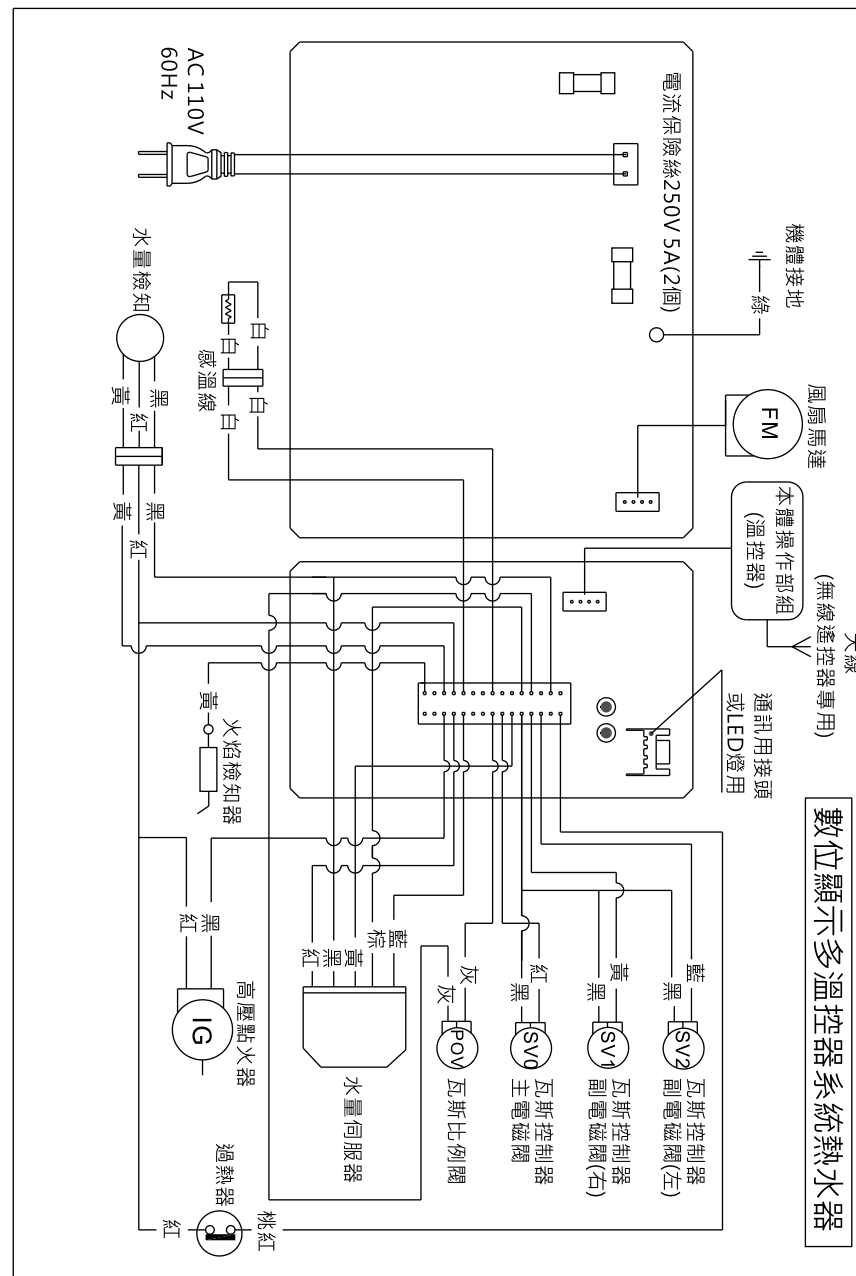 數位顯示多溫控器系統熱水器
AC 110V
60Hz
電流保險絲250V 5A(2個)
機體接地
綠
風扇馬達
FM
本體操作部組
(溫控器)
天線
(無線遙控器專用)
通訊用接頭
或LED燈用
水量檢知
黑
紅
黃
黑
紅
黃
白
白
感溫線
白
白
黃
火焰檢知器
黑
紅
IG
高壓點火器
藍
棕
黃
黑
紅
水量伺服器
灰
灰
POV
瓦斯比例閥
紅
黑
SV0
瓦斯控制器
主電磁閥
黃
黑
SV1
瓦斯控制器
副電磁閥(右)
藍
黑
SV2
瓦斯控制器
副電磁閥(左)
過熱器
紅
桃紅